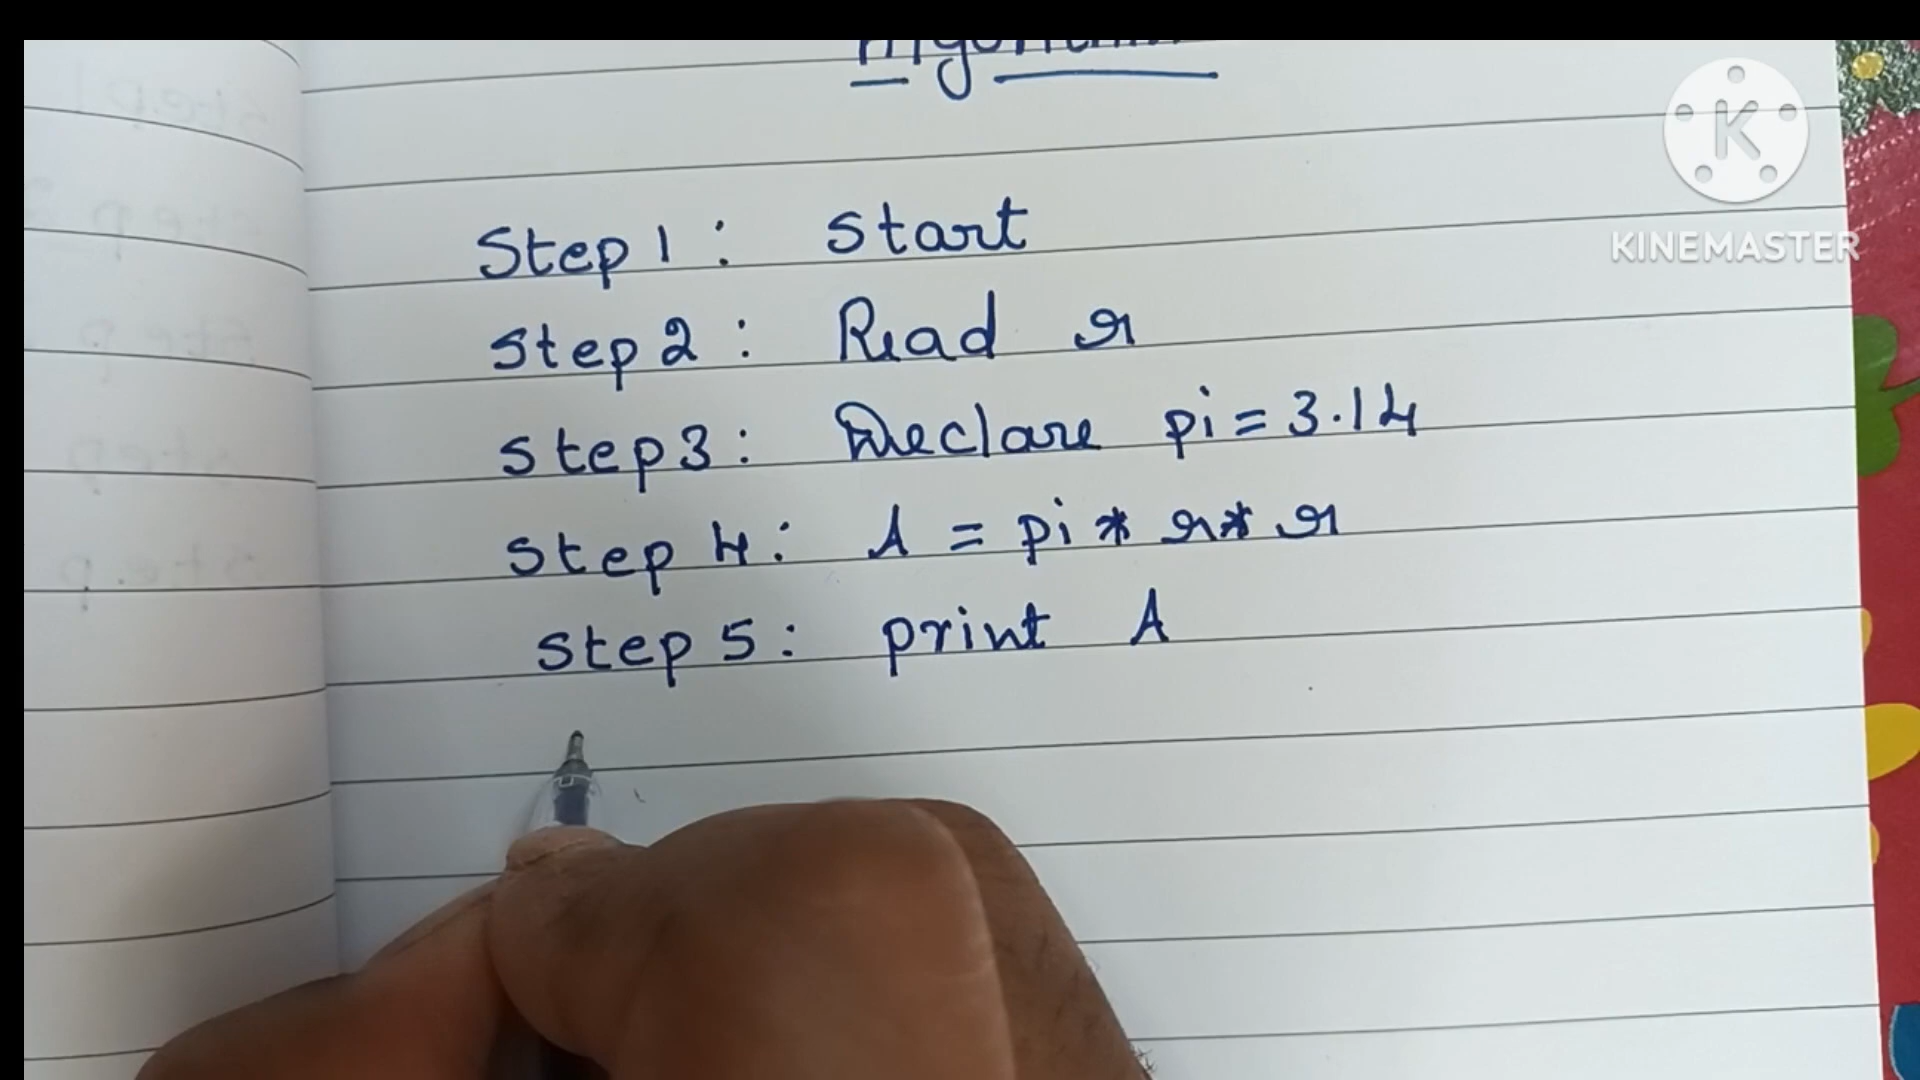 Algorithm
Step 1 : Start
Step 2 : Read r
Step 3 : Declare pi = 3.14
Step 4 : A = pi * r * r
Step 5 : print A
K
KINEMASTER